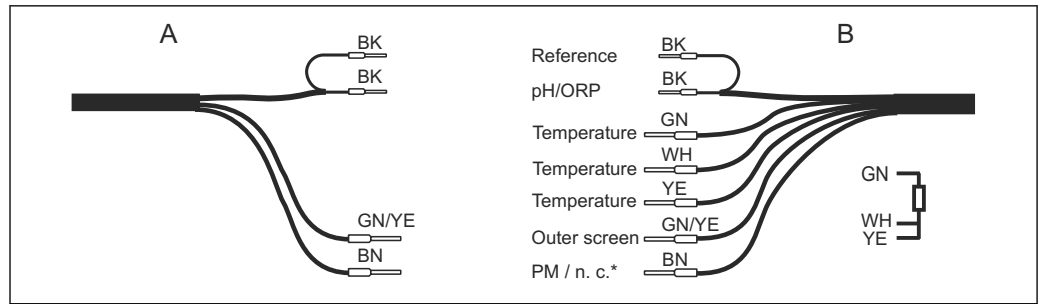 A
BK
BK
GN/YE
BN
B
Reference BK
pH/ORP BK
Temperature GN
Temperature WH
Temperature YE
Outer screen GN/YE
PM / n. c.* BN
GN
WH
YE